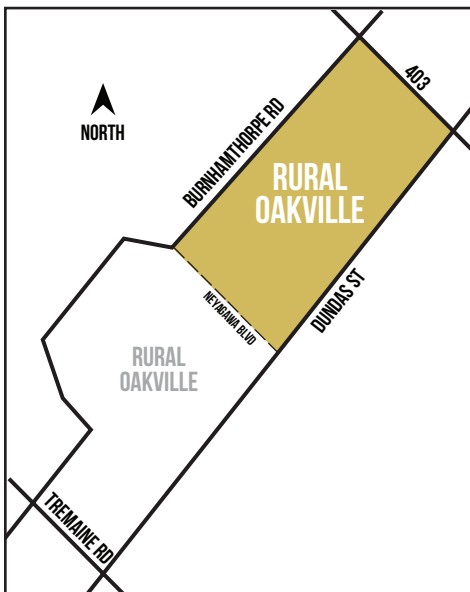 403
BURNHAMTHORPE RD
NORTH
RURAL
OAKVILLE
NEYAGAWA BLVD
DUNDAS ST
RURAL
OAKVILLE
TREMAINE RD